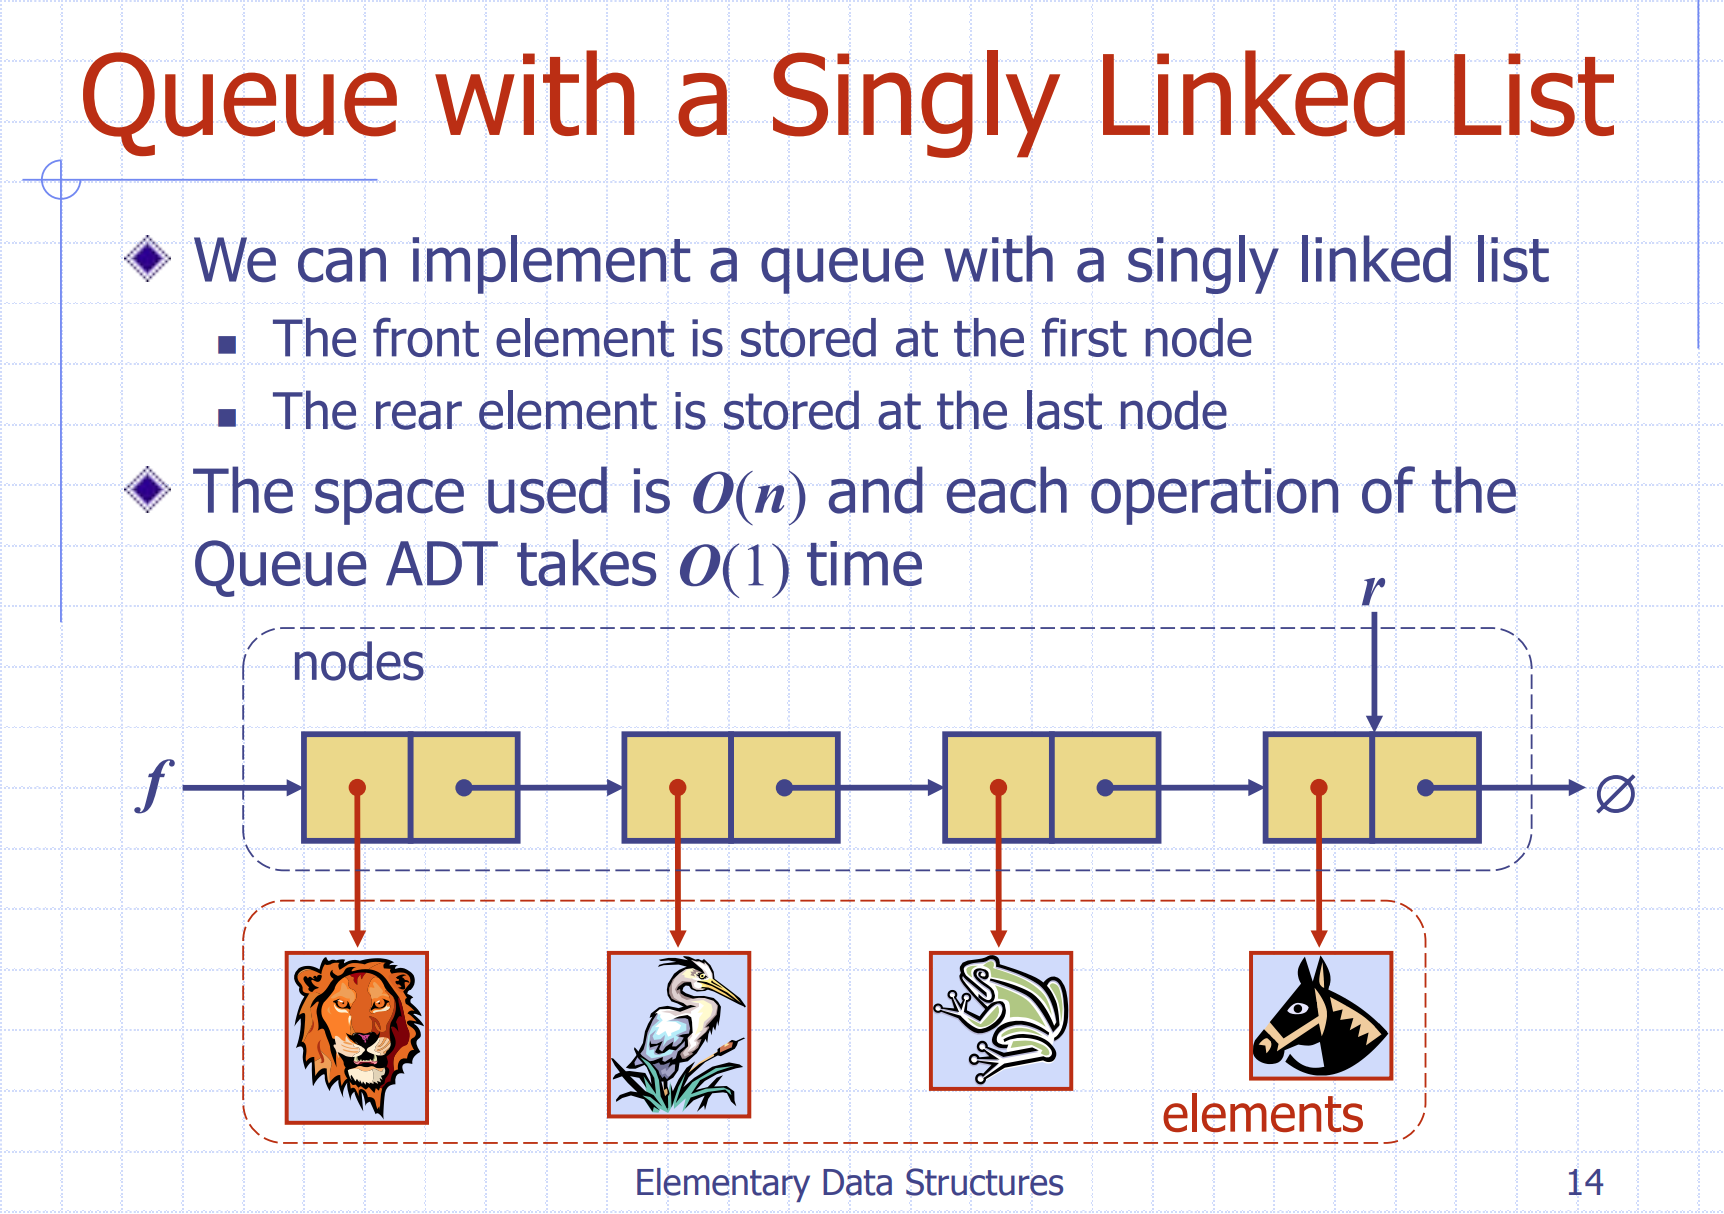 Queue with a Singly Linked List
We can implement a queue with a singly linked list
The front element is stored at the first node
The rear element is stored at the last node
The space used is O(n) and each operation of the
Queue ADT takes O(1) time
r
nodes
f
∅
elements
Elementary Data Structures
14